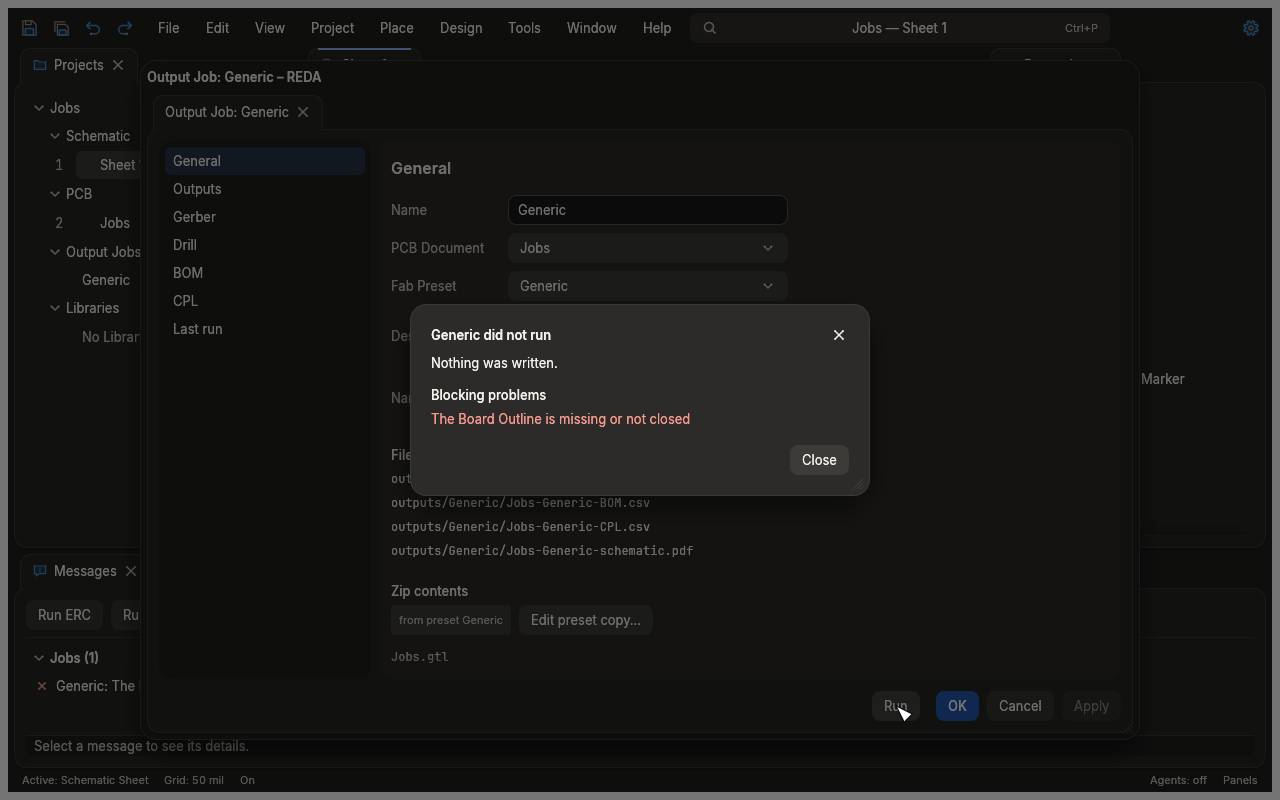 File Edit View Project Place Design Tools Window Help Jobs — Sheet 1 Ctrl+P
Projects
Output Job: Generic – REDA
Output Job: Generic
Jobs
Schematic
1 Sheet
PCB
2 Jobs
Output Jobs
Generic
Libraries
No Librar
General
Outputs
Gerber
Drill
BOM
CPL
Last run
General
Name Generic
PCB Document Jobs
Fab Preset Generic
Generic did not run
Nothing was written.
Blocking problems
The Board Outline is missing or not closed
Close
Marker
outputs/Generic/Jobs-Generic-BOM.csv
outputs/Generic/Jobs-Generic-CPL.csv
outputs/Generic/Jobs-Generic-schematic.pdf
Zip contents
from preset Generic Edit preset copy...
Jobs.gtl
Run OK Cancel Apply
Messages
Run ERC Ru
Jobs (1)
Generic: The
Select a message to see its details.
Active: Schematic Sheet Grid: 50 mil On Agents: off Panels